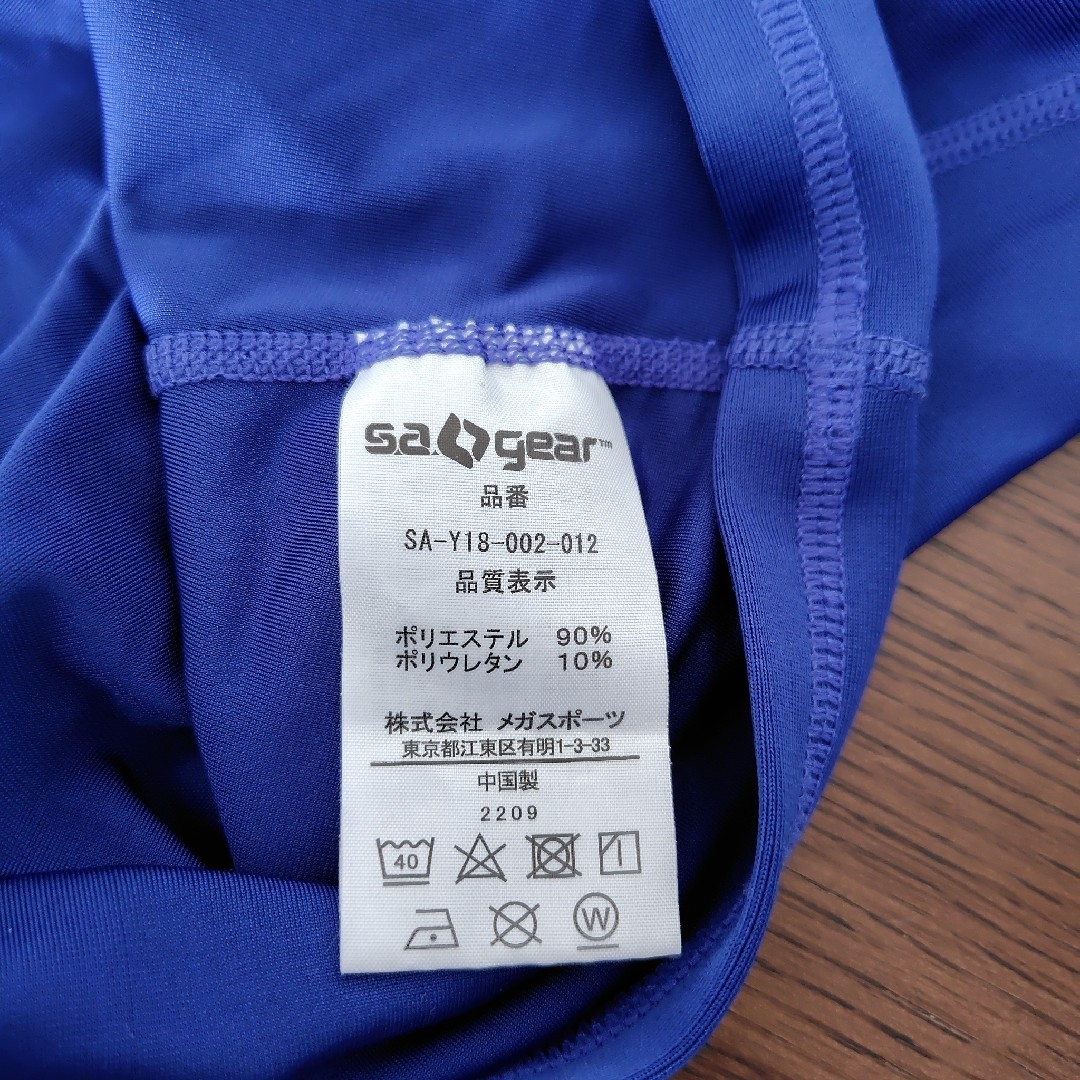 s.a.gear™
品番
SA-Y18-002-012
品質表示
ポリエステル 90%
ポリウレタン 10%
株式会社 メガスポーツ
東京都江東区有明1-3-33
中国製
2209
40
W